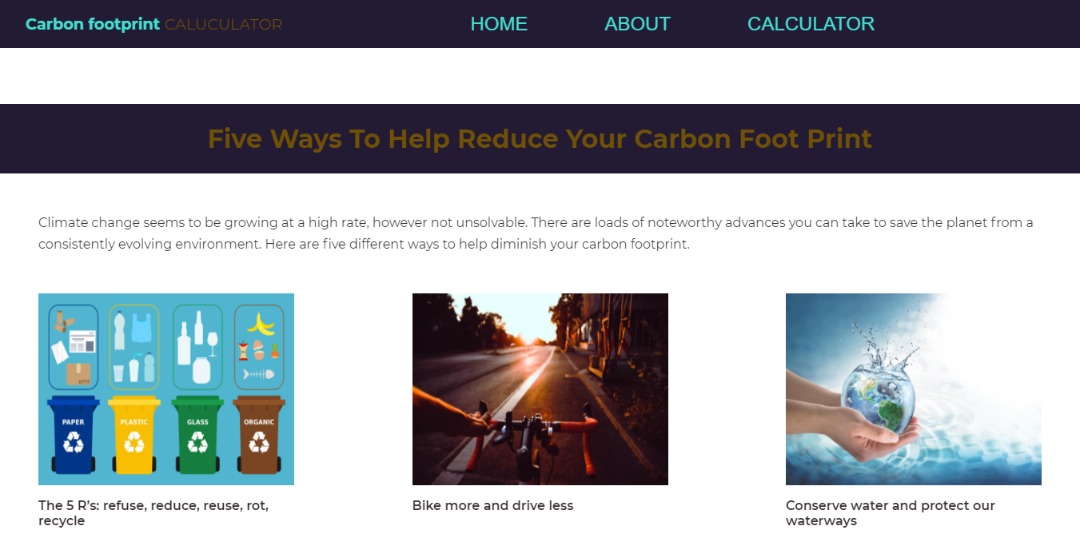 Carbon footprint CALUCULATOR HOME ABOUT CALCULATOR
Five Ways To Help Reduce Your Carbon Foot Print
Climate change seems to be growing at a high rate, however not unsolvable. There are loads of noteworthy advances you can take to save the planet from a
consistently evolving environment. Here are five different ways to help diminish your carbon footprint.
PAPER PLASTIC GLASS ORGANIC
The 5 R's: refuse, reduce, reuse, rot,
recycle
Bike more and drive less
Conserve water and protect our
waterways